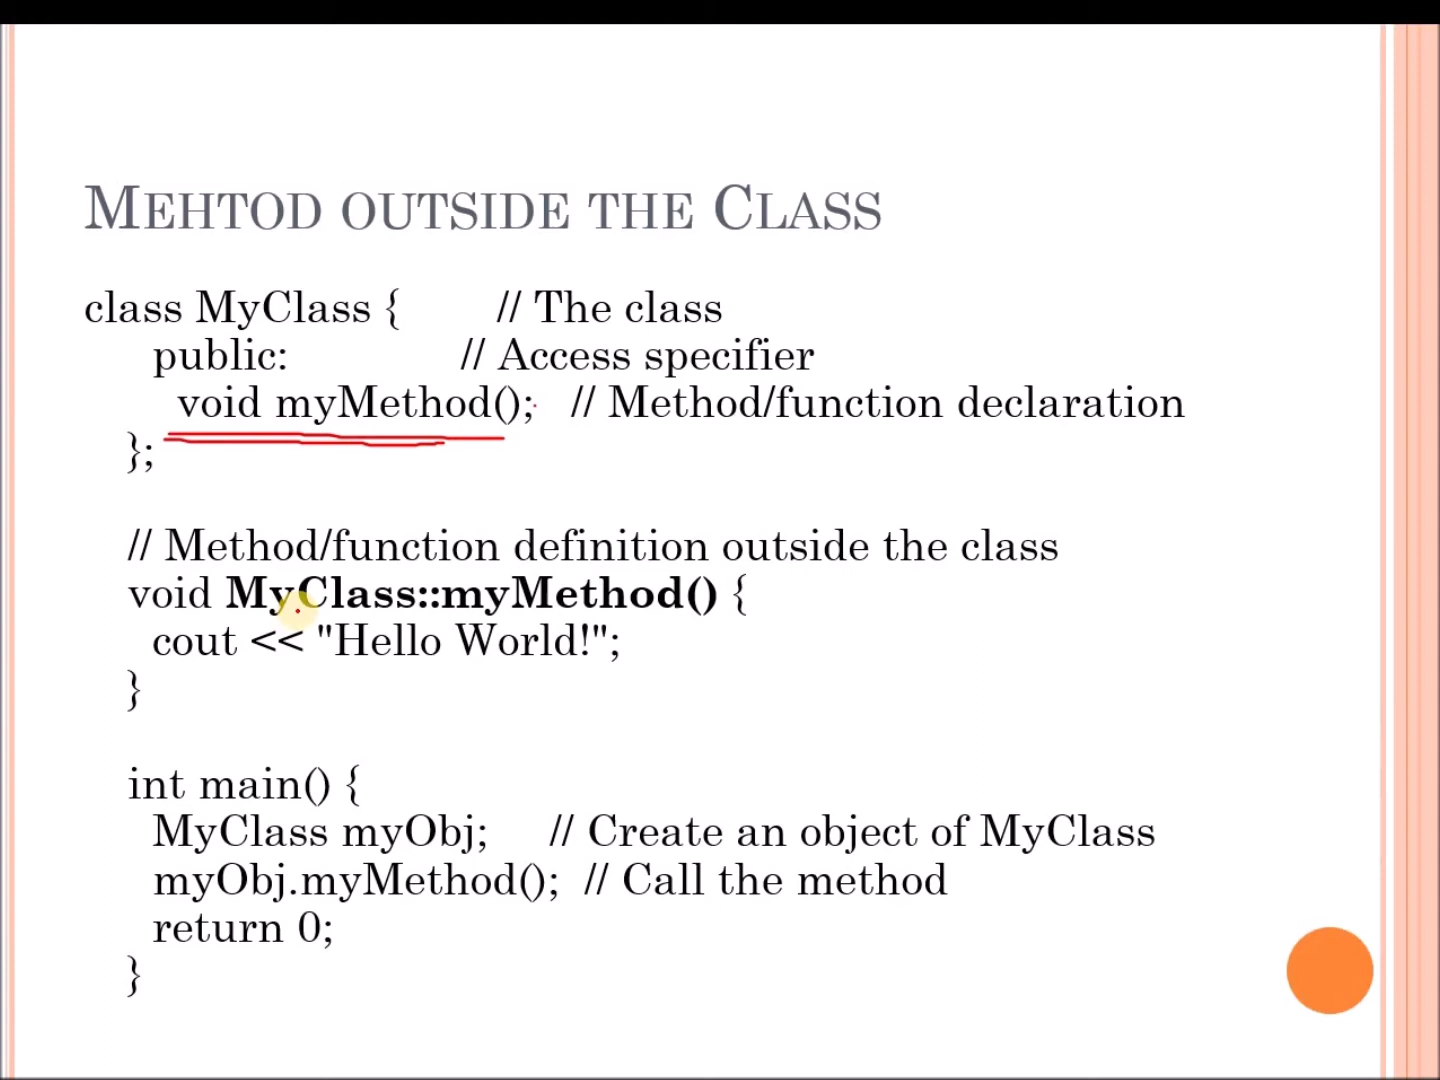 MEHTOD OUTSIDE THE CLASS
class MyClass { // The class
public: // Access specifier
void myMethod(); // Method/function declaration
};
// Method/function definition outside the class
void MyClass::myMethod() {
cout << "Hello World!";
}
int main() {
MyClass myObj; // Create an object of MyClass
myObj.myMethod(); // Call the method
return 0;
}